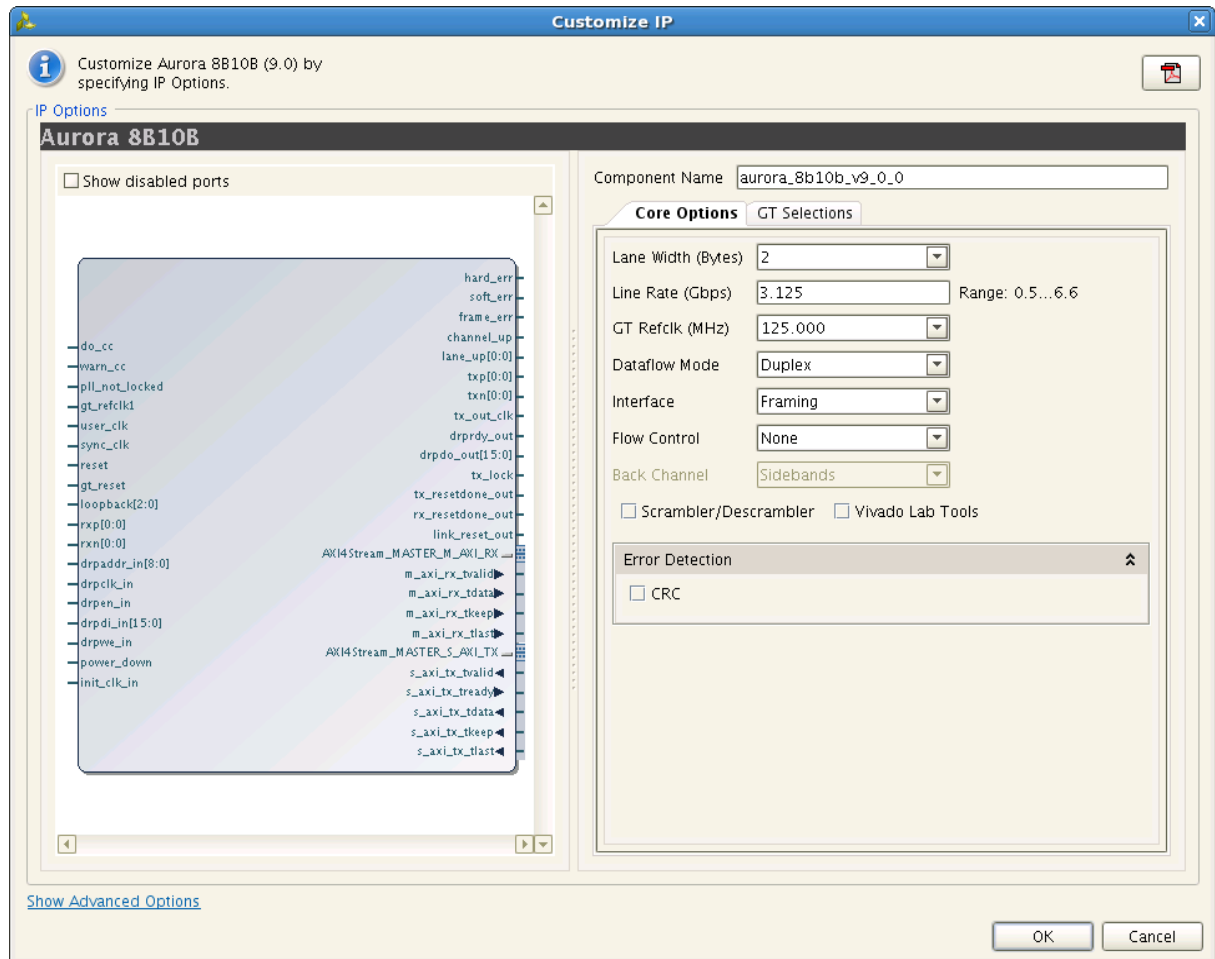 Customize IP
Customize Aurora 8B10B (9.0) by
specifying IP Options.
IP Options
Aurora 8B10B
Show disabled ports
hard_err
soft_err
frame_err
channel_up
lane_up[0:0]
txp[0:0]
txn[0:0]
tx_out_clk
drprdy_out
drpdo_out[15:0]
tx_lock
tx_resetdone_out
rx_resetdone_out
link_reset_out
AXI4Stream_MASTER_M_AXI_RX
m_axi_rx_tvalid
m_axi_rx_tdata
m_axi_rx_tkeep
m_axi_rx_tlast
AXI4Stream_MASTER_S_AXI_TX
s_axi_tx_tvalid
s_axi_tx_tready
s_axi_tx_tdata
s_axi_tx_tkeep
s_axi_tx_tlast
do_cc
warn_cc
pll_not_locked
gt_refclk1
user_clk
sync_clk
reset
gt_reset
loopback[2:0]
rxp[0:0]
rxn[0:0]
drpaddr_in[8:0]
drpclk_in
drpen_in
drpdi_in[15:0]
drpwe_in
power_down
init_clk_in
Component Name aurora_8b10b_v9_0_0
Core Options GT Selections
Lane Width (Bytes) 2
Line Rate (Gbps) 3.125 Range: 0.5...6.6
GT Refclk (MHz) 125.000
Dataflow Mode Duplex
Interface Framing
Flow Control None
Back Channel Sidebands
Scrambler/Descrambler Vivado Lab Tools
Error Detection
CRC
Show Advanced Options
OK Cancel